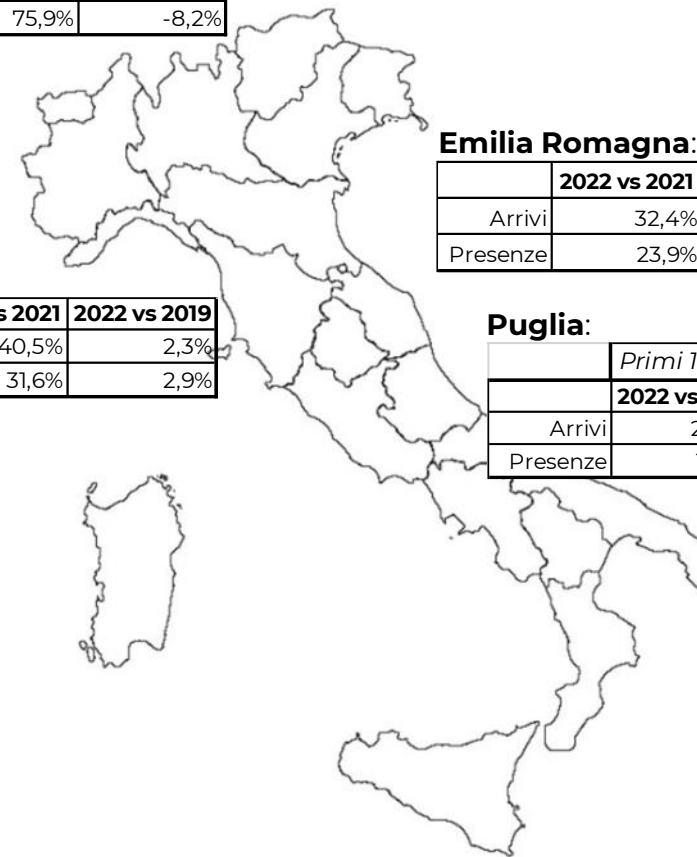 75,9% -8,2%
Emilia Romagna:
2022 vs 2021
Arrivi 32,4%
Presenze 23,9%
2021 2022 vs 2019
40,5% 2,3%
31,6% 2,9%
Puglia:
Primi
2022 vs
Arrivi
Presenze